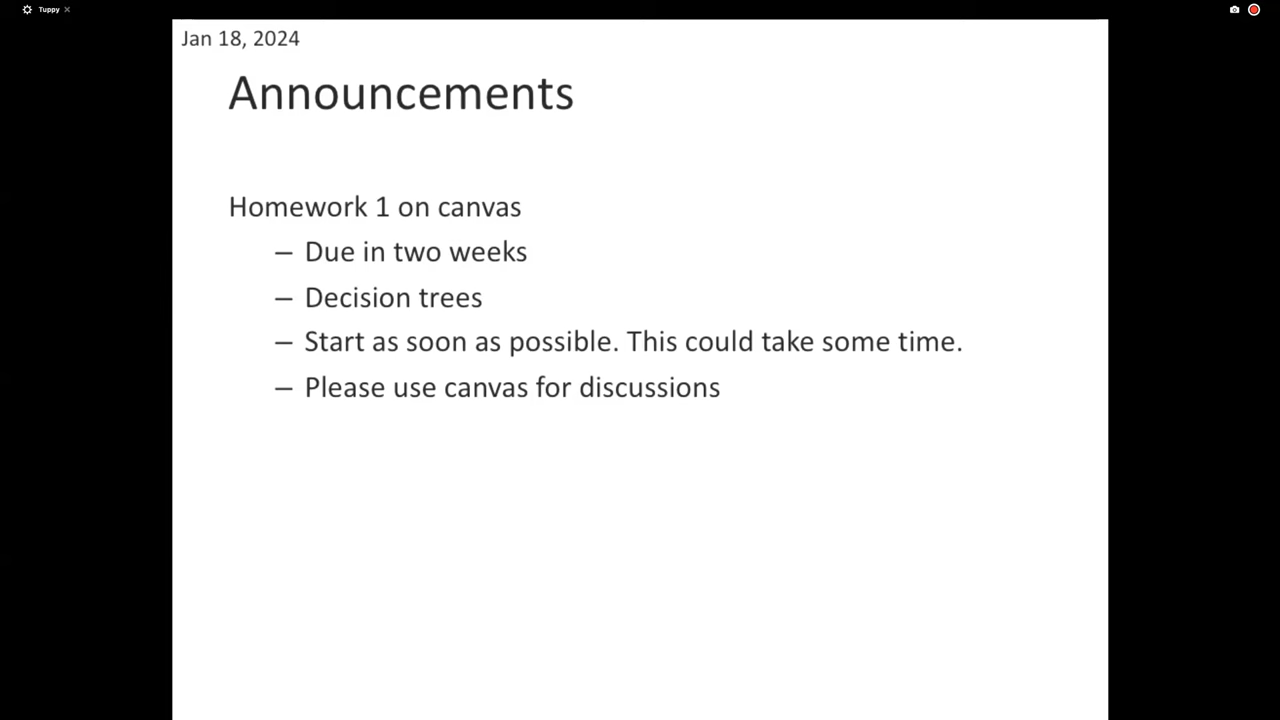 Tuppy
Jan 18, 2024
Announcements
Homework 1 on canvas
– Due in two weeks
– Decision trees
– Start as soon as possible. This could take some time.
– Please use canvas for discussions